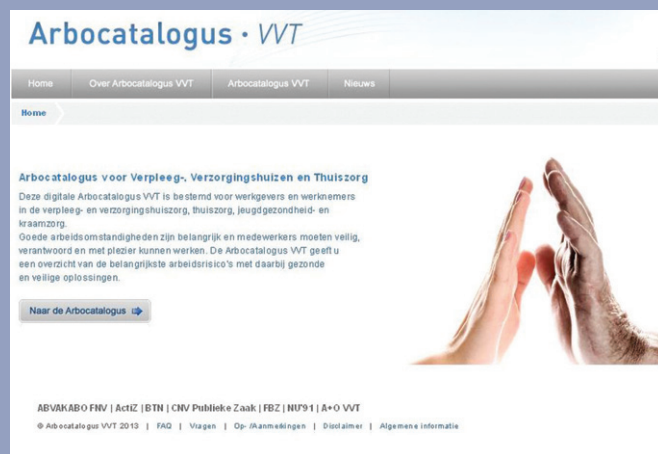 Arbocatalogus · VVT
Home Over Arbocatalogus VVT Arbocatalogus VVT Nieuws
Home
Arbocatalogus voor Verpleeg-, Verzorgingshuizen en Thuiszorg
Deze digitale Arbocatalogus VVT is bestemd voor werkgevers en werknemers
in de verpleeg- en verzorgingshuiszorg, thuiszorg, jeugdgezondheid- en
kraamzorg.
Goede arbeidsomstandigheden zijn belangrijk en medewerkers moeten veilig,
verantwoord en met plezier kunnen werken. De Arbocatalogus VVT geeft u
een overzicht van de belangrijkste arbeidsrisico's met daarbij gezonde
en veilige oplossingen.
Naar de Arbocatalogus
ABVAKABO FNV | ActiZ | BTN | CNV Publieke Zaak | FBZ | NU'91 | A+O VVT
© Arbocatalogus VVT 2013 | FAQ | Vragen | Op- /Aanmerkingen | Disclaimer | Algemene informatie